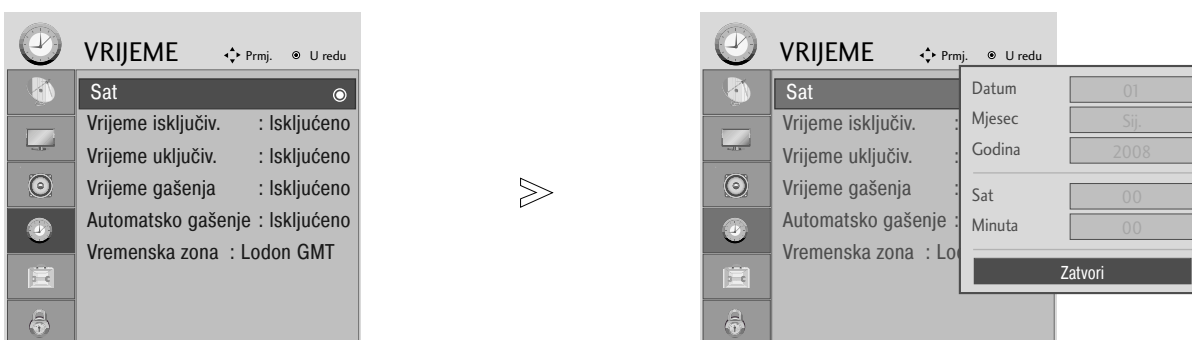 VRIJEME Prmj. U redu
Sat
Vrijeme isključiv. : Isključeno
Vrijeme uključiv. : Isključeno
Vrijeme gašenja : Isključeno
Automatsko gašenje : Isključeno
Vremenska zona : Lodon GMT
VRIJEME Prmj. U redu
Sat
Vrijeme isključiv. :
Vrijeme uključiv. :
Vrijeme gašenja :
Automatsko gašenje :
Vremenska zona : Lo
Datum 01
Mjesec Sij.
Godina 2008
Sat 00
Minuta 00
Zatvori